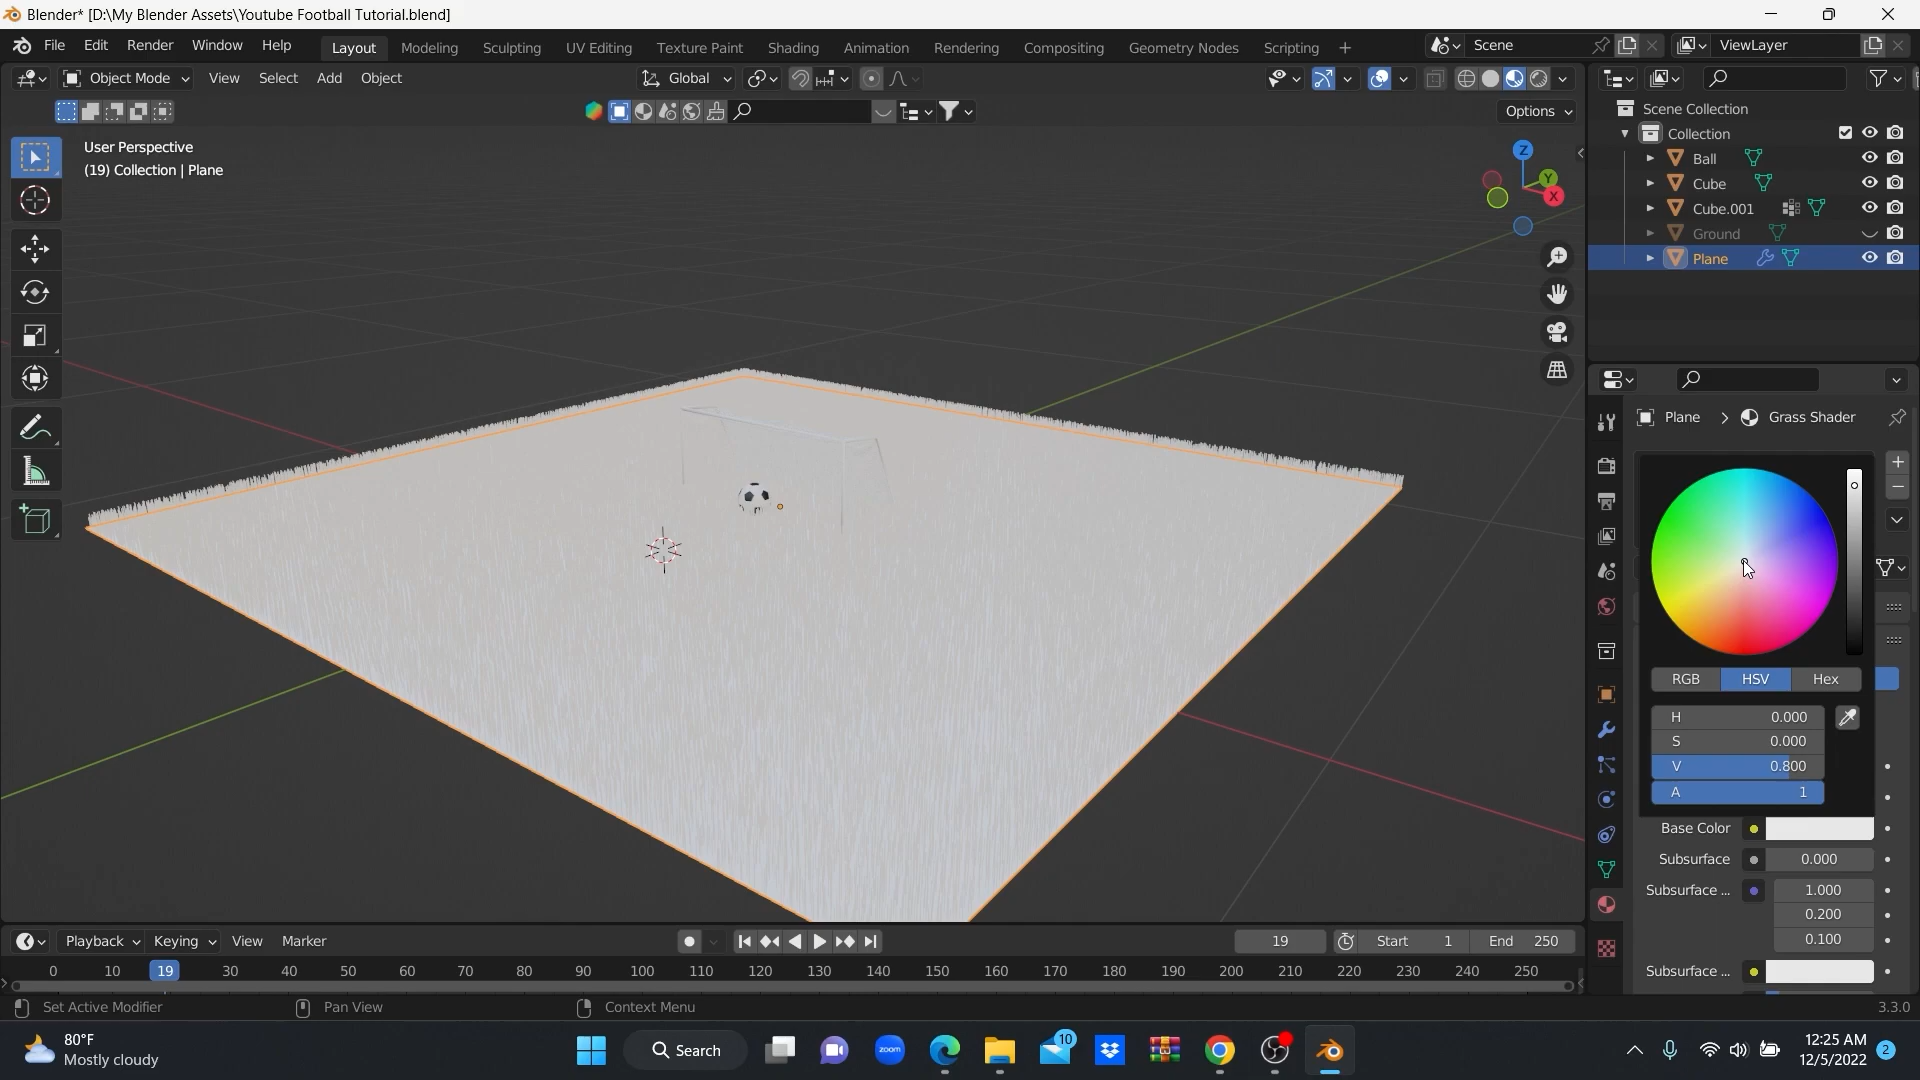 Blender* [D:\My Blender Assets\Youtube Football Tutorial.blend]
File Edit Render Window Help Layout Modeling Sculpting UV Editing Texture Paint Shading Animation Rendering Compositing Geometry Nodes Scripting + Scene ViewLayer
Object Mode View Select Add Object Global
Options
User Perspective
(19) Collection | Plane
Z
Y
X
Scene Collection
Collection
Ball
Cube
Cube.001
Ground
Plane
Plane > Grass Shader
RGB HSV Hex
H 0.000
S 0.000
V 0.800
A 1
Base Color
Subsurface 0.000
Subsurface ... 1.000
0.200
0.100
Subsurface ...
Playback Keying View Marker 19 Start 1 End 250
0 10 19 30 40 50 60 70 80 90 100 110 120 130 140 150 160 170 180 190 200 210 220 230 240 250
Set Active Modifier Pan View Context Menu 3.3.0
80°F
Mostly cloudy
Search
zoom
10
12:25 AM
12/5/2022
2